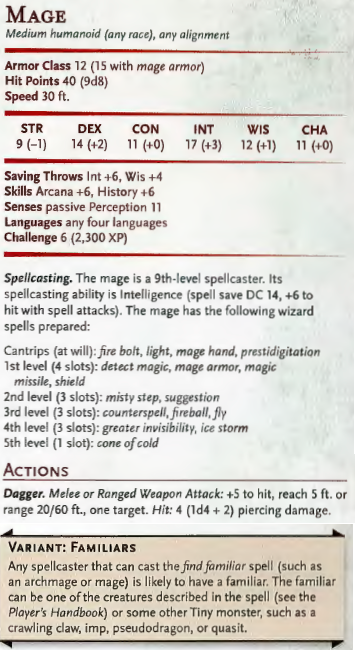 MAGE
Medium humanoid (any race), any alignment
Armor Class 12 (15 with mage armor)
Hit Points 40 (9d8)
Speed 30 ft.
STR DEX CON INT WIS CHA
9 (–1) 14 (+2) 11 (+0) 17 (+3) 12 (+1) 11 (+0)
Saving Throws Int +6, Wis +4
Skills Arcana +6, History +6
Senses passive Perception 11
Languages any four languages
Challenge 6 (2,300 XP)
Spellcasting. The mage is a 9th-level spellcaster. Its
spellcasting ability is Intelligence (spell save DC 14, +6 to
hit with spell attacks). The mage has the following wizard
spells prepared:
Cantrips (at will): fire bolt, light, mage hand, prestidigitation
1st level (4 slots): detect magic, mage armor, magic
missile, shield
2nd level (3 slots): misty step, suggestion
3rd level (3 slots): counterspell, fireball, fly
4th level (3 slots): greater invisibility, ice storm
5th level (1 slot): cone of cold
ACTIONS
Dagger. Melee or Ranged Weapon Attack: +5 to hit, reach 5 ft. or
range 20/60 ft., one target. Hit: 4 (1d4 + 2) piercing damage.
VARIANT: FAMILIARS
Any spellcaster that can cast the find familiar spell (such as
an archmage or mage) is likely to have a familiar. The familiar
can be one of the creatures described in the spell (see the
Player's Handbook) or some other Tiny monster, such as a
crawling claw, imp, pseudodragon, or quasit.